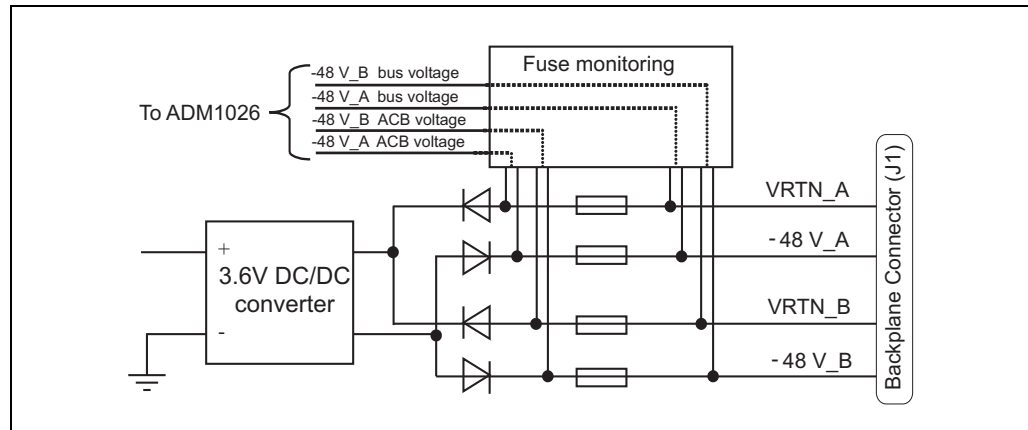 Fuse monitoring
-48 V_B bus voltage
-48 V_A bus voltage
-48 V_B ACB voltage
-48 V_A ACB voltage
To ADM1026
VRTN_A
-48 V_A
VRTN_B
-48 V_B
Backplane Connector (J1)
+
3.6V DC/DC
converter
-